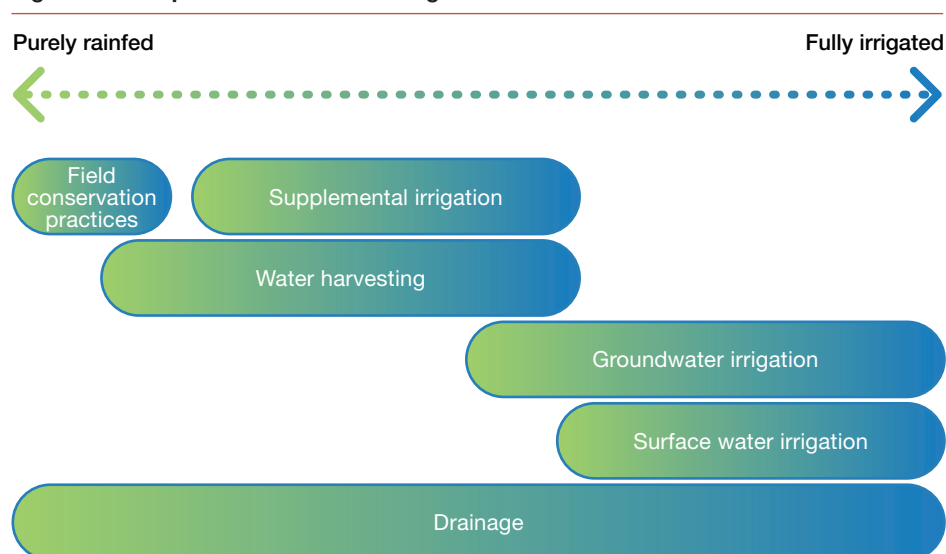 Purely rainfed
Fully irrigated
Field
conservation
practices
Supplemental irrigation
Water harvesting
Groundwater irrigation
Surface water irrigation
Drainage